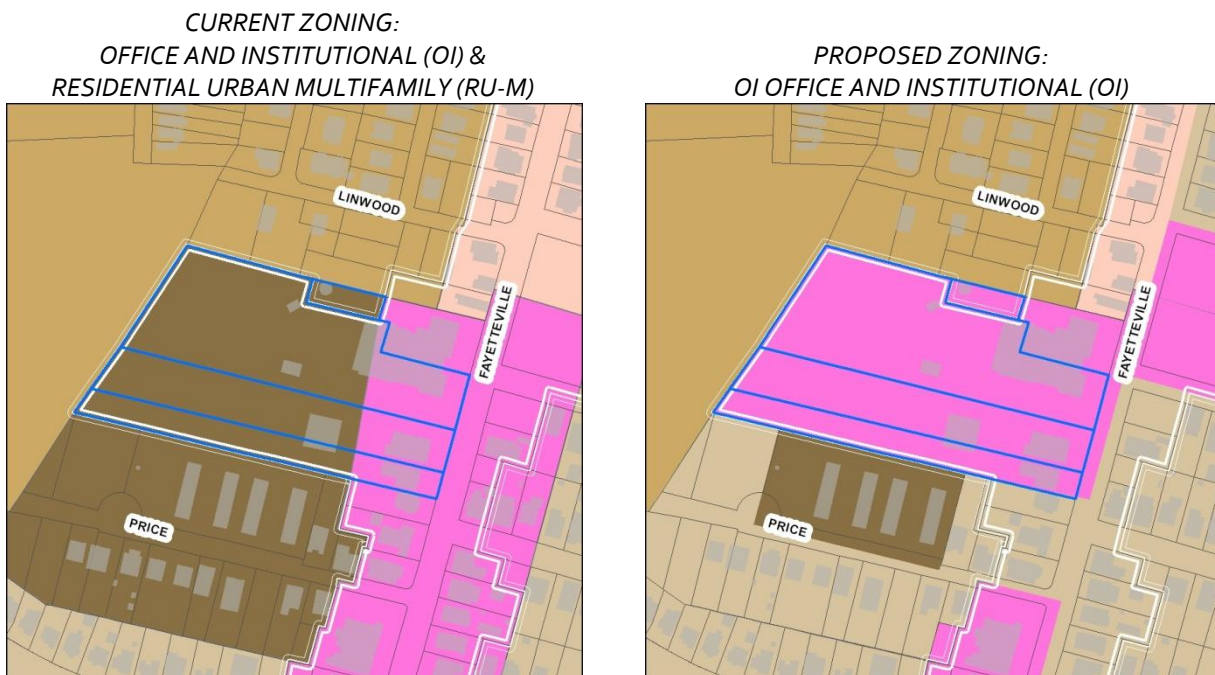 CURRENT ZONING:
OFFICE AND INSTITUTIONAL (OI) &
RESIDENTIAL URBAN MULTIFAMILY (RU-M)
LINWOOD
FAYETTEVILLE
PRICE
PROPOSED ZONING:
OI OFFICE AND INSTITUTIONAL (OI)
LINWOOD
FAYETTEVILLE
PRICE